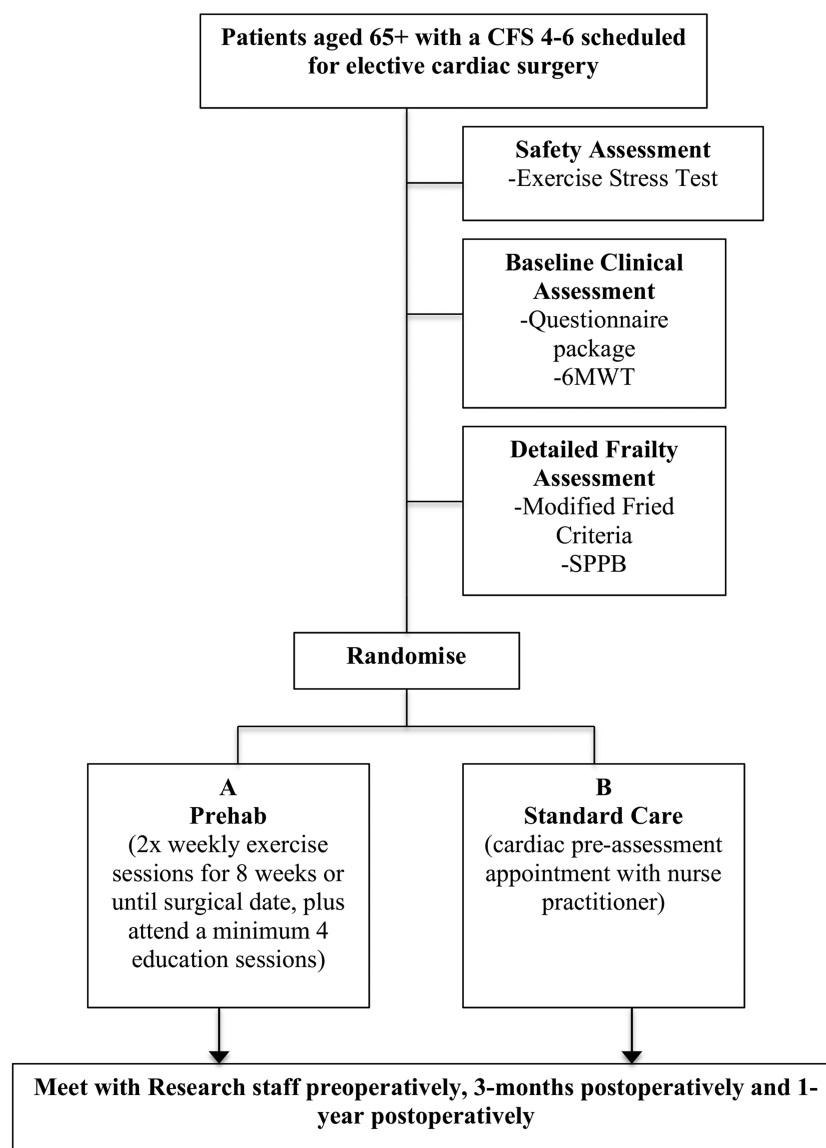 Patients aged 65+ with a CFS 4-6 scheduled
for elective cardiac surgery
Safety Assessment
-Exercise Stress Test
Baseline Clinical
Assessment
-Questionnaire
package
-6MWT
Detailed Frailty
Assessment
-Modified Fried
Criteria
-SPPB
Randomise
A
Prehab
(2x weekly exercise
sessions for 8 weeks or
until surgical date, plus
attend a minimum 4
education sessions)
B
Standard Care
(cardiac pre-assessment
appointment with nurse
practitioner)
Meet with Research staff preoperatively, 3-months postoperatively and 1-
year postoperatively